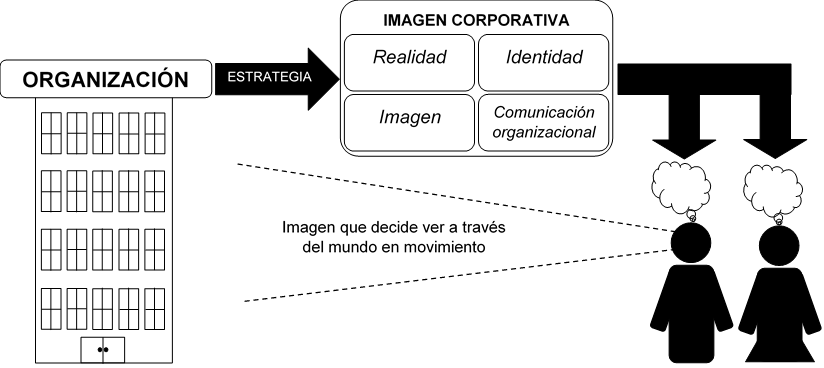 IMAGEN CORPORATIVA
ORGANIZACIÓN
ESTRATEGIA
Realidad
Identidad
Imagen
Comunicación
organizacional
Imagen que decide ver a través
del mundo en movimiento